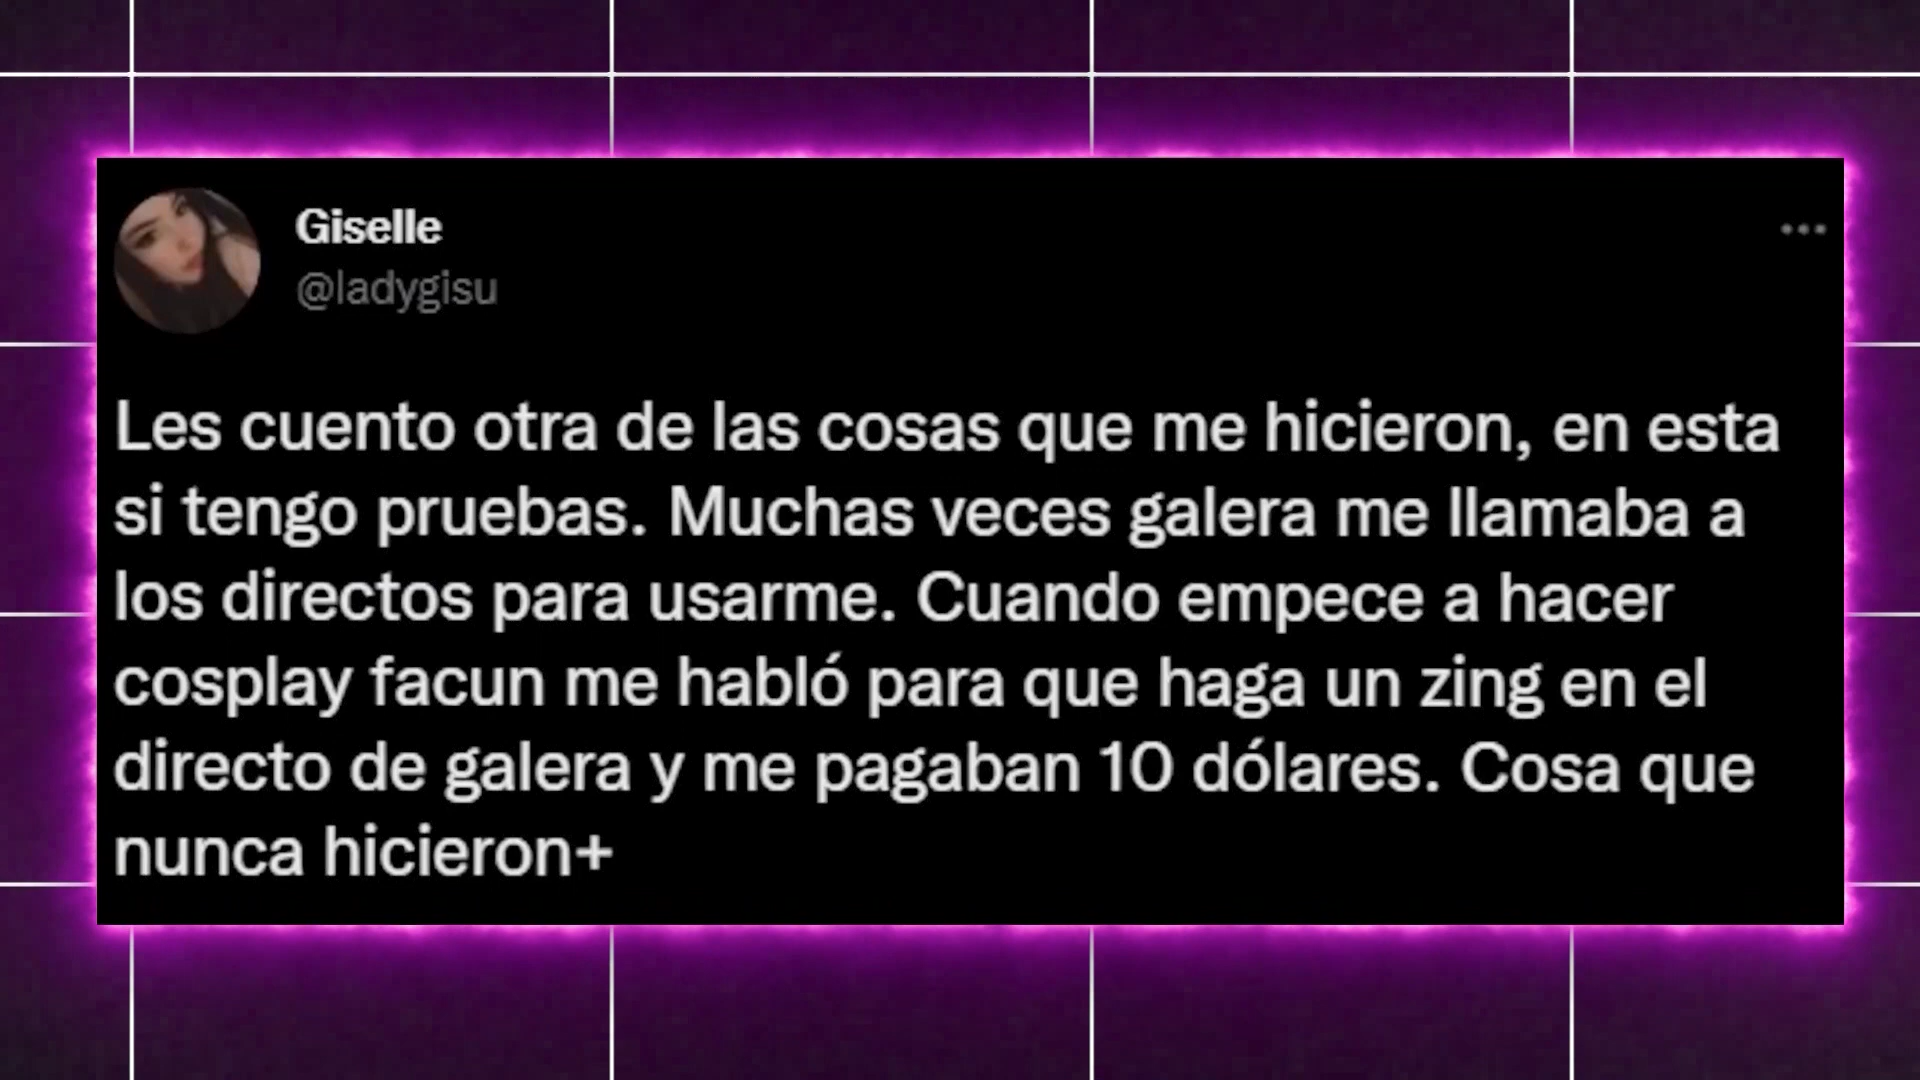 Giselle
@ladygisu
Les cuento otra de las cosas que me hicieron, en esta
si tengo pruebas. Muchas veces galera me llamaba a
los directos para usarme. Cuando empece a hacer
cosplay facun me habló para que haga un zing en el
directo de galera y me pagaban 10 dólares. Cosa que
nunca hicieron+